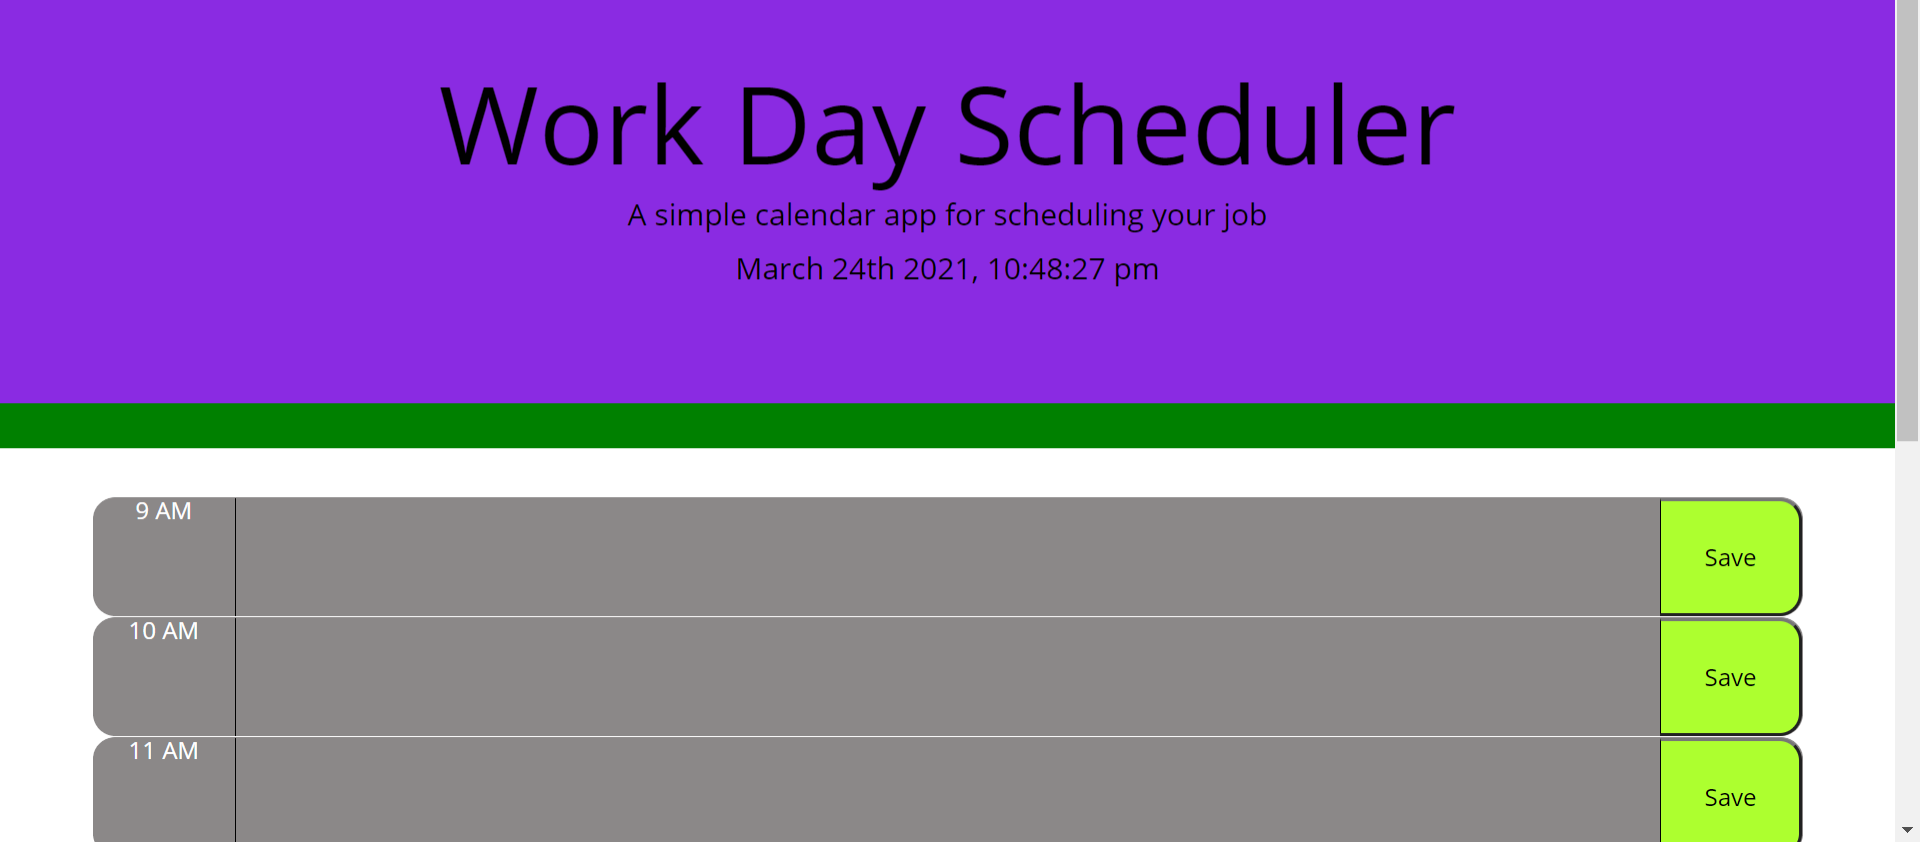 Work Day Scheduler
A simple calendar app for scheduling your job
March 24th 2021, 10:48:27 pm
9 AM
Save
10 AM
Save
11 AM
Save